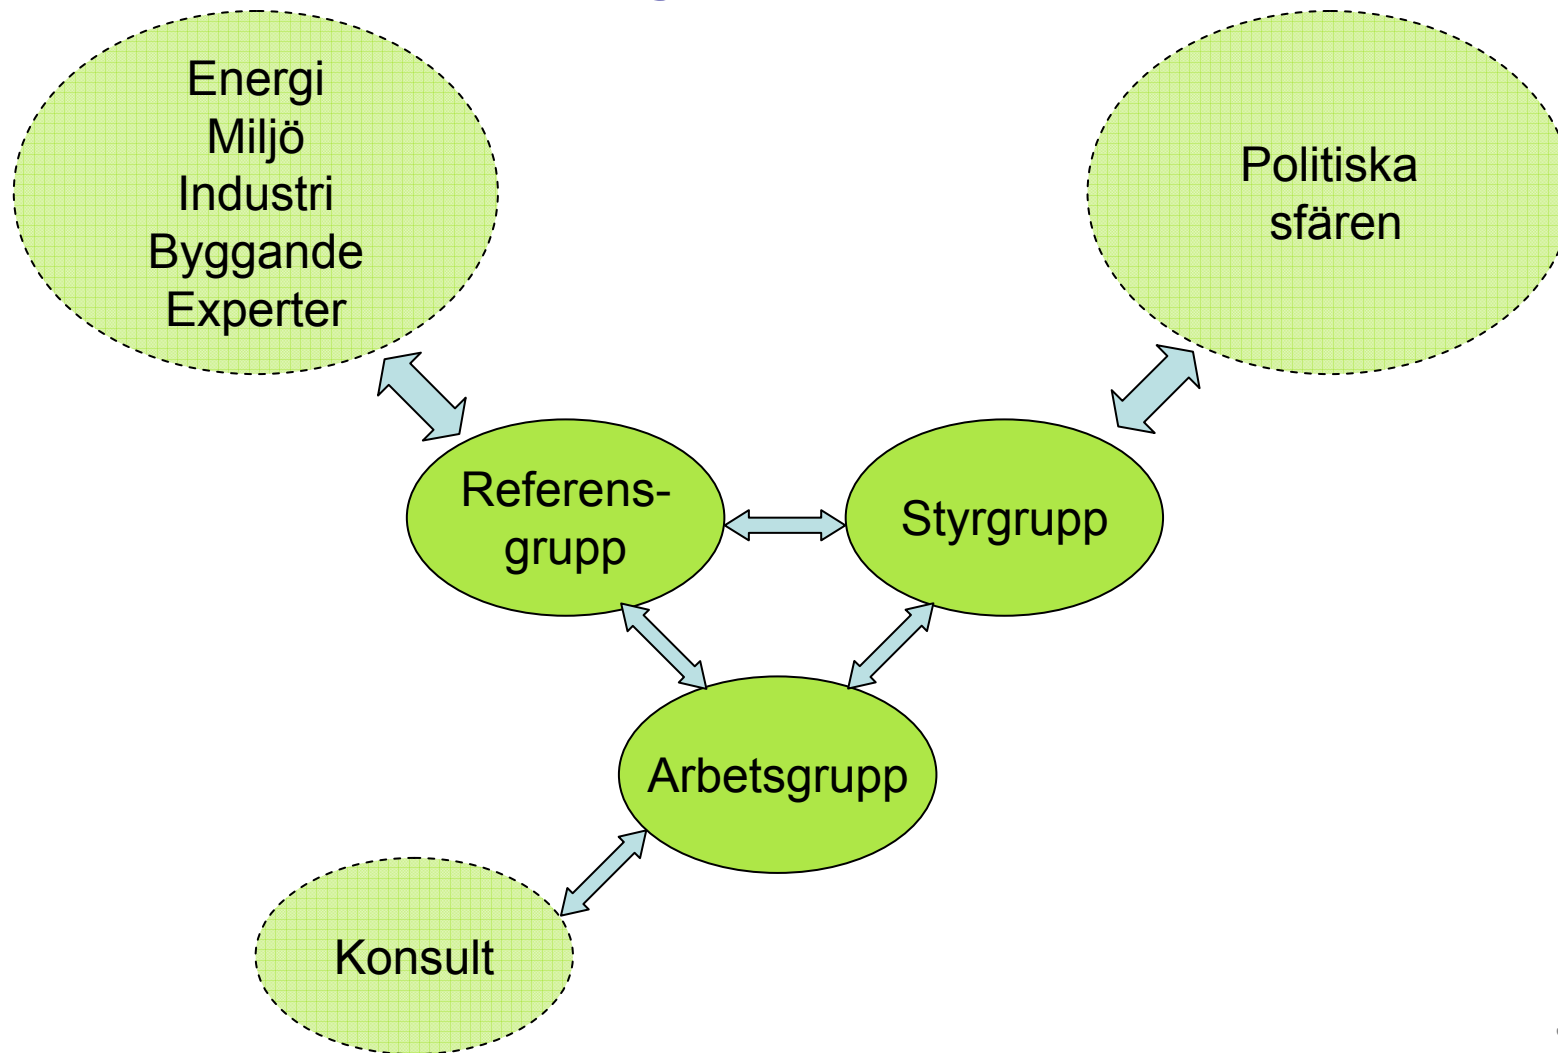 Energi
Miljö
Industri
Byggande
Experter
Politiska
sfären
Referens-
grupp
Styrgrupp
Arbetsgrupp
Konsult